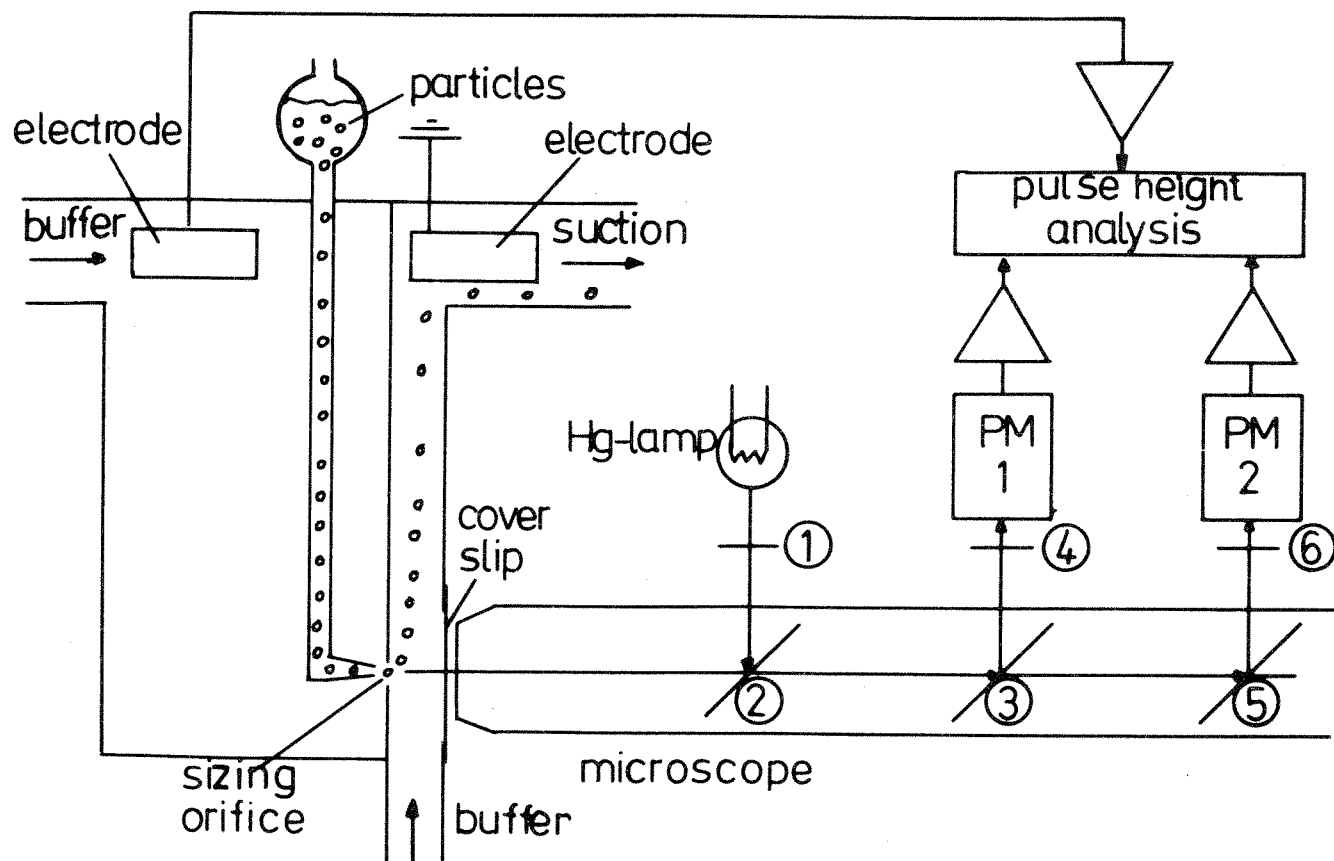 particles
electrode
electrode
pulse height
analysis
buffer
suction
Hg-lamp
PM
1
PM
2
cover
slip
1
4
6
2
3
5
sizing
orifice
microscope
buffer